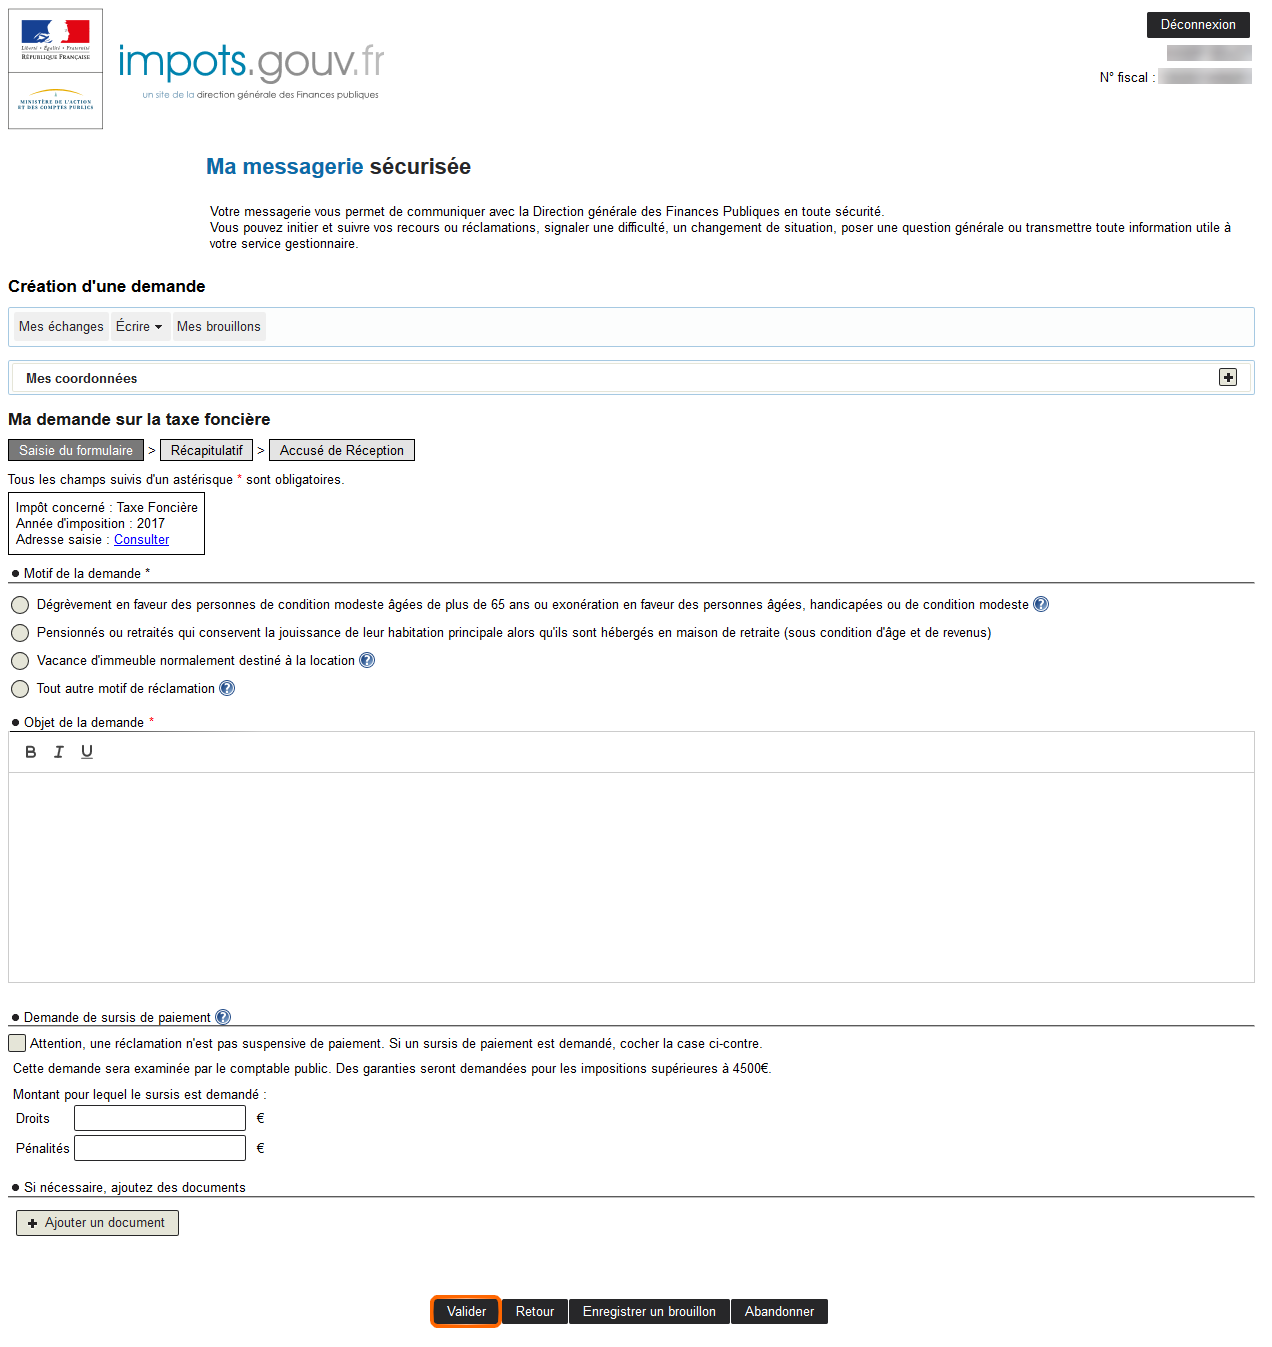 Liberté • Égalité • Fraternité
RÉPUBLIQUE FRANÇAISE
MINISTÈRE DE L'ACTION
ET DES COMPTES PUBLICS
impots.gouv.fr
un site de la direction générale des Finances publiques
Déconnexion
N° fiscal :
Ma messagerie sécurisée
Votre messagerie vous permet de communiquer avec la Direction générale des Finances Publiques en toute sécurité.
Vous pouvez initier et suivre vos recours ou réclamations, signaler une difficulté, un changement de situation, poser une question générale ou transmettre toute information utile à
votre service gestionnaire.
Création d'une demande
Mes échanges Écrire Mes brouillons
Mes coordonnées
Ma demande sur la taxe foncière
Saisie du formulaire > Récapitulatif > Accusé de Réception
Tous les champs suivis d'un astérisque * sont obligatoires.
Impôt concerné : Taxe Foncière
Année d'imposition : 2017
Adresse saisie : Consulter
• Motif de la demande *
Dégrèvement en faveur des personnes de condition modeste âgées de plus de 65 ans ou exonération en faveur des personnes âgées, handicapées ou de condition modeste ?
Pensionnés ou retraités qui conservent la jouissance de leur habitation principale alors qu'ils sont hébergés en maison de retraite (sous condition d'âge et de revenus)
Vacance d'immeuble normalement destiné à la location ?
Tout autre motif de réclamation ?
• Objet de la demande *
B I U
• Demande de sursis de paiement ?
Attention, une réclamation n'est pas suspensive de paiement. Si un sursis de paiement est demandé, cocher la case ci-contre.
Cette demande sera examinée par le comptable public. Des garanties seront demandées pour les impositions supérieures à 4500€.
Montant pour lequel le sursis est demandé :
Droits €
Pénalités €
• Si nécessaire, ajoutez des documents
+ Ajouter un document
Valider Retour Enregistrer un brouillon Abandonner